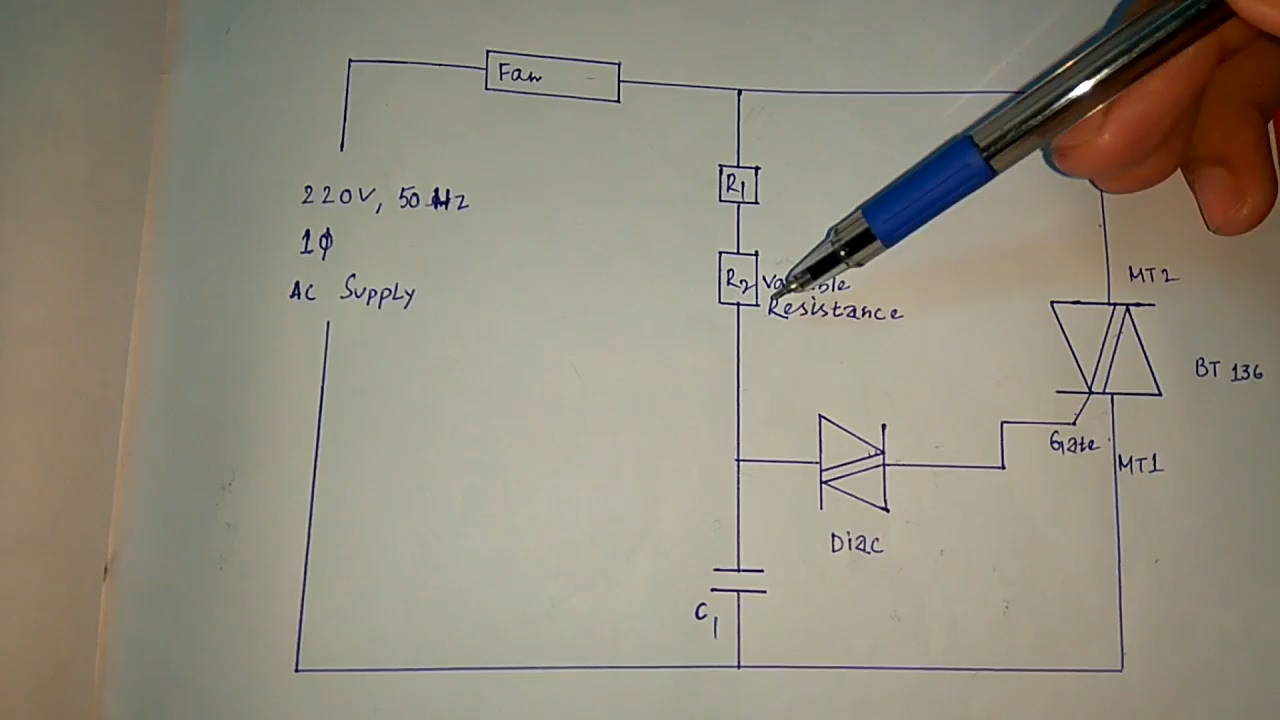 Fan
R1
220V, 50 Hz
1φ
AC Supply
R2
Resistance
MT2
BT 136
Gate
MT1
Diac
C1